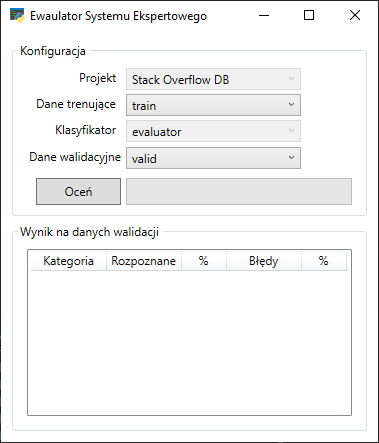 Ewaulator Systemu Ekspertowego
Konfiguracja
Projekt Stack Overflow DB
Dane trenujące train
Klasyfikator evaluator
Dane walidacyjne valid
Oceń
Wynik na danych walidacji
Kategoria Rozpoznane % Błędy %